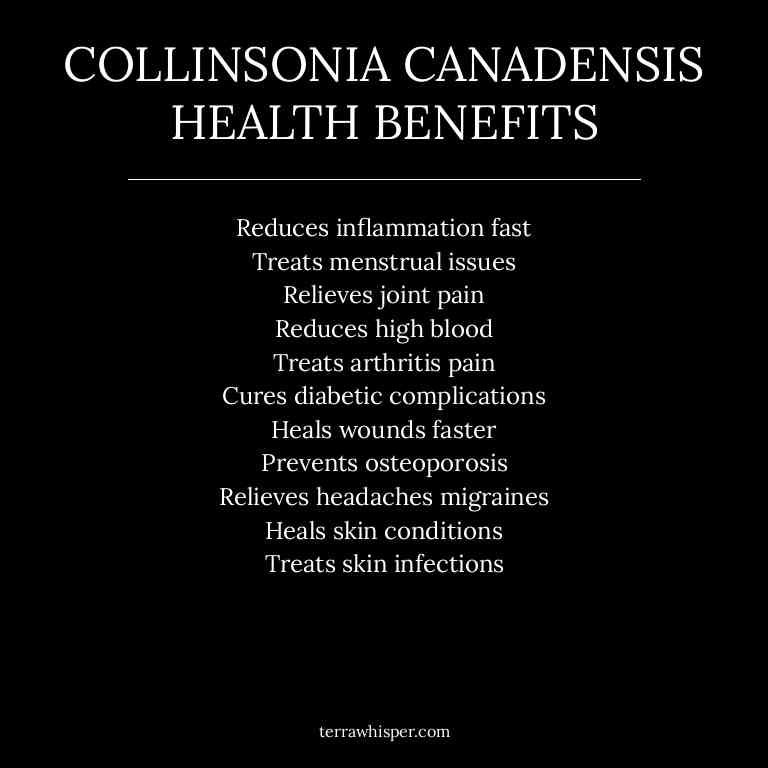 COLLINSONIA CANADENSIS
HEALTH BENEFITS
Reduces inflammation fast
Treats menstrual issues
Relieves joint pain
Reduces high blood
Treats arthritis pain
Cures diabetic complications
Heals wounds faster
Prevents osteoporosis
Relieves headaches migraines
Heals skin conditions
Treats skin infections
terrawhisper.com